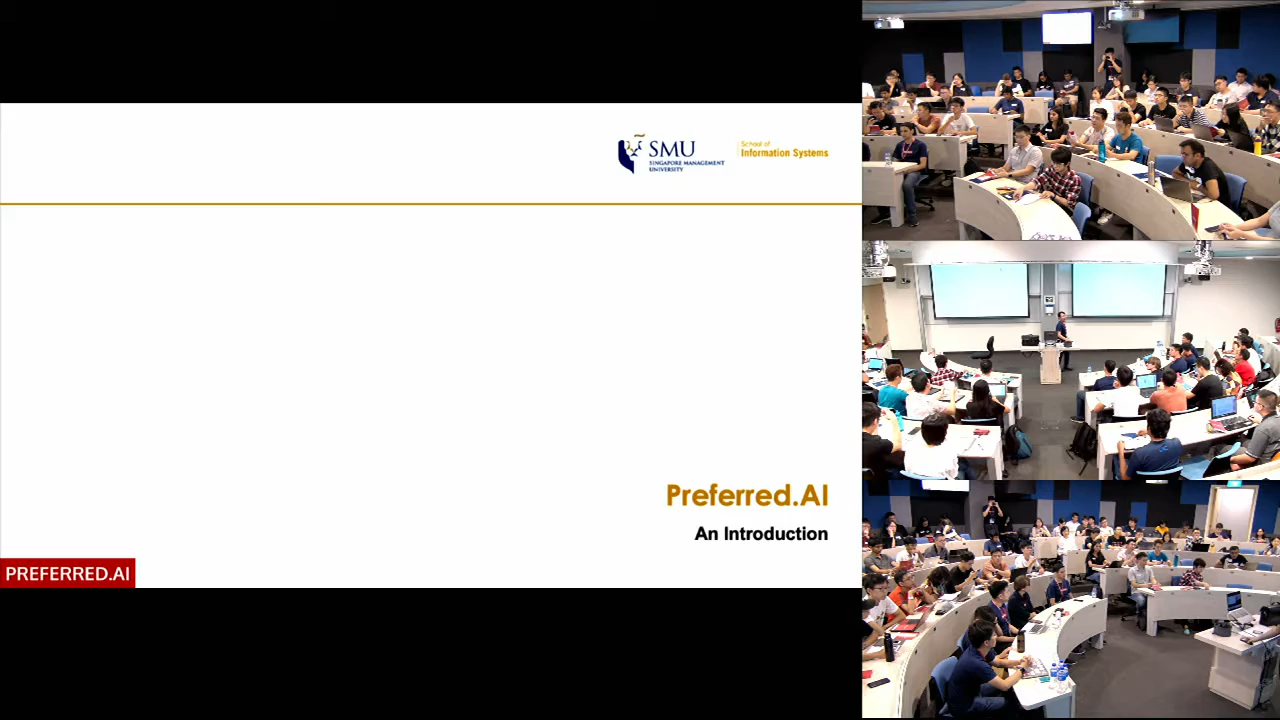 SMU
SINGAPORE MANAGEMENT
UNIVERSITY
School of
Information Systems
Preferred.AI
An Introduction
PREFERRED.AI